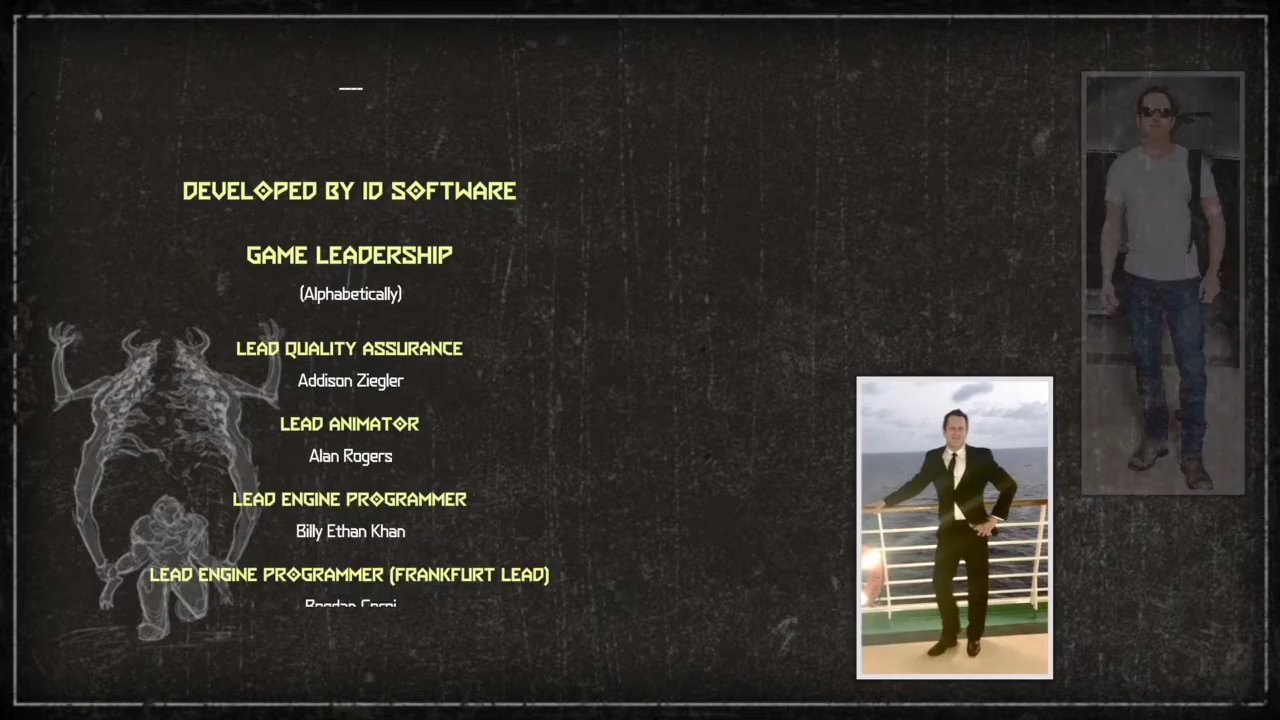 DEVELOPED BY ID SOFTWARE
GAME LEADERSHIP
(Alphabetically)
LEAD QUALITY ASSURANCE
Addison Ziegler
LEAD ANIMATOR
Alan Rogers
LEAD ENGINE PROGRAMMER
Billy Ethan Khan
LEAD ENGINE PROGRAMMER (FRANKFURT LEAD)